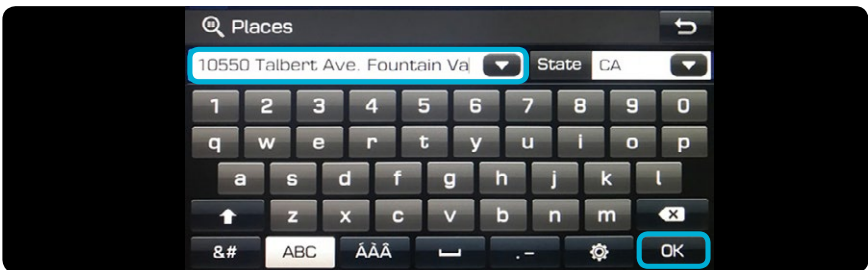 Places
10550 Talbert Ave. Fountain Va State CA
1 2 3 4 5 6 7 8 9 0
q w e r t y u i o p
a s d f g h j k l
z x c v b n m
&# ABC ÁÀÂ .- OK